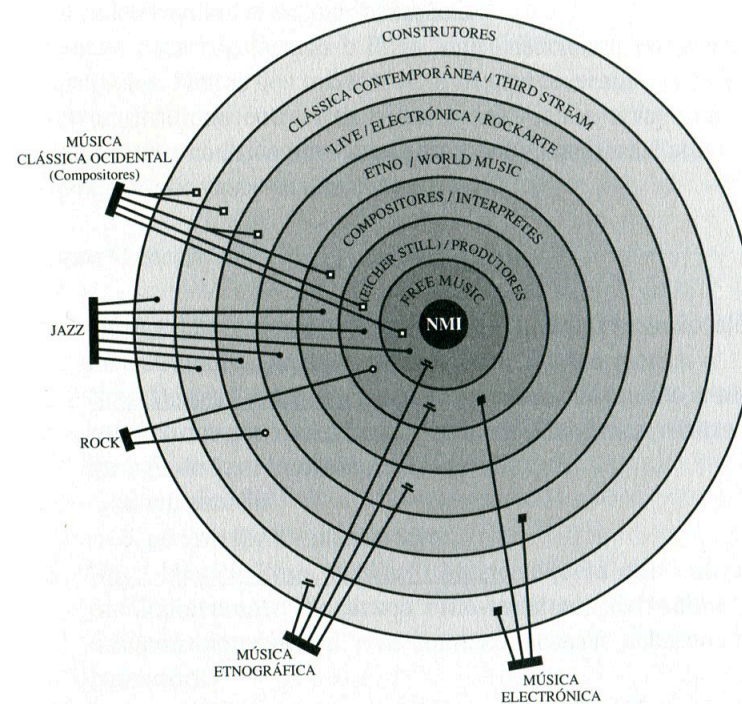 CONSTRUTORES
CLÁSSICA CONTEMPORÂNEA / THIRD STREAM
"LIVE / ELECTRÓNICA / ROCKARTE
ETNO / WORLD MUSIC
COMPOSITORES / INTERPRETES
(EICHER STILL) / PRODUTORES
FREE MUSIC
NMI
MÚSICA
CLÁSSICA OCIDENTAL
(Compositores)
JAZZ
ROCK
MÚSICA
ETNOGRÁFICA
MÚSICA
ELECTRÓNICA